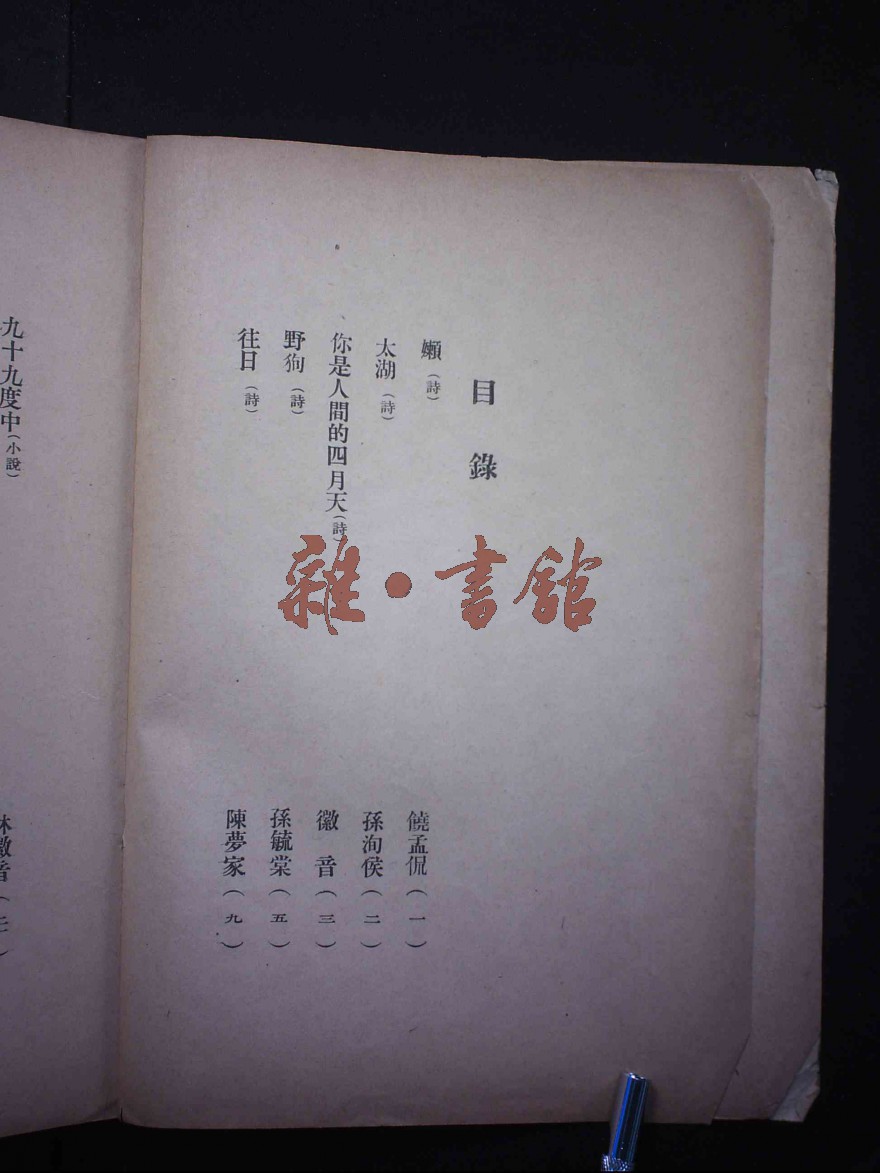 目錄
嬾（詩） 饒孟侃（一）
太湖（詩） 孫洵侯（二）
你是人間的四月天（詩） 徽音（三）
野狗（詩） 孫毓棠（五）
往日（詩） 陳夢家（九）
九十九度中（小說） 林徽音
雜·書館